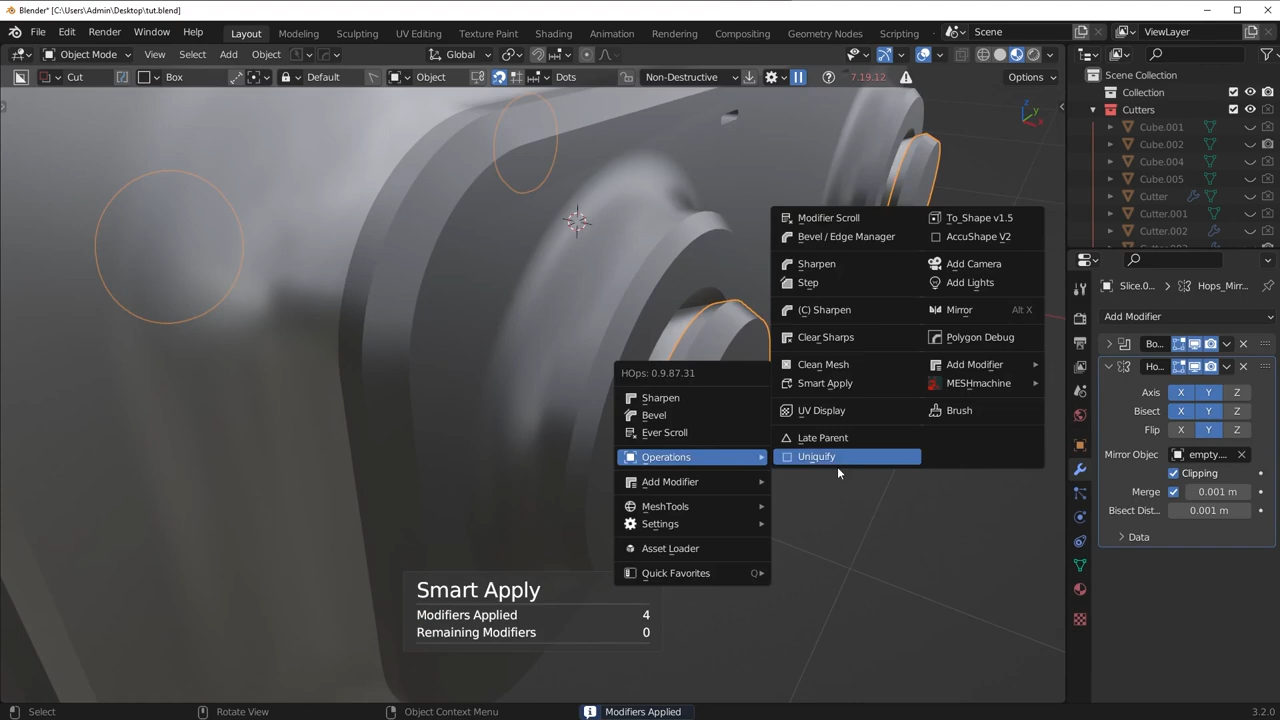 Blender* [C:\Users\Admin\Desktop\tut.blend]
File Edit Render Window Help Layout Modeling Sculpting UV Editing Texture Paint Shading Animation Rendering Compositing Geometry Nodes Scripting Scene ViewLayer
Object Mode View Select Add Object Global
Cut Box Default Object Dots Non-Destructive 7.19.12 Options
Scene Collection
Collection
Cutters
Cube.001
Cube.002
Cube.004
Cube.005
Cutter
Cutter.001
Cutter.002
Z
Y
X
Slice.0... Hops_Mirr...
Add Modifier
Bo...
Ho...
Axis X Y Z
Bisect X Y Z
Flip X Y Z
Mirror Objec empty....
Clipping
Merge 0.001 m
Bisect Dist... 0.001 m
Data
Modifier Scroll To_Shape v1.5
Bevel / Edge Manager AccuShape V2
Sharpen Add Camera
Step Add Lights
(C) Sharpen Mirror Alt X
Clear Sharps Polygon Debug
Clean Mesh Add Modifier
Smart Apply MESHmachine
UV Display Brush
Late Parent
Uniquify
HOps: 0.9.87.31
Sharpen
Bevel
Ever Scroll
Operations
Add Modifier
MeshTools
Settings
Asset Loader
Quick Favorites Q
Smart Apply
Modifiers Applied 4
Remaining Modifiers 0
Select Rotate View Object Context Menu Modifiers Applied 3.2.0